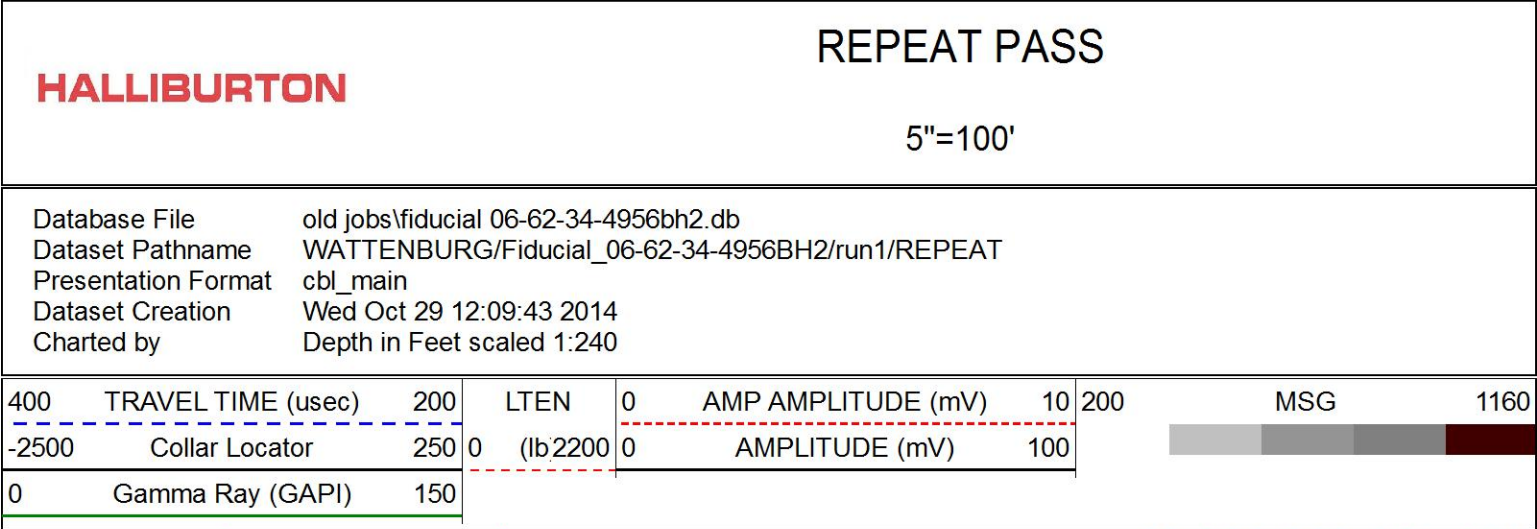 REPEAT PASS
HALLIBURTON
5"=100'
Database File old jobs\fiducial 06-62-34-4956bh2.db
Dataset Pathname WATTENBURG/Fiducial_06-62-34-4956BH2/run1/REPEAT
Presentation Format cbl_main
Dataset Creation Wed Oct 29 12:09:43 2014
Charted by Depth in Feet scaled 1:240
400 TRAVEL TIME (usec) 200 LTEN 0 AMP AMPLITUDE (mV) 10 200 MSG 1160
-2500 Collar Locator 250 0 (lb 2200 0 AMPLITUDE (mV) 100
0 Gamma Ray (GAPI) 150